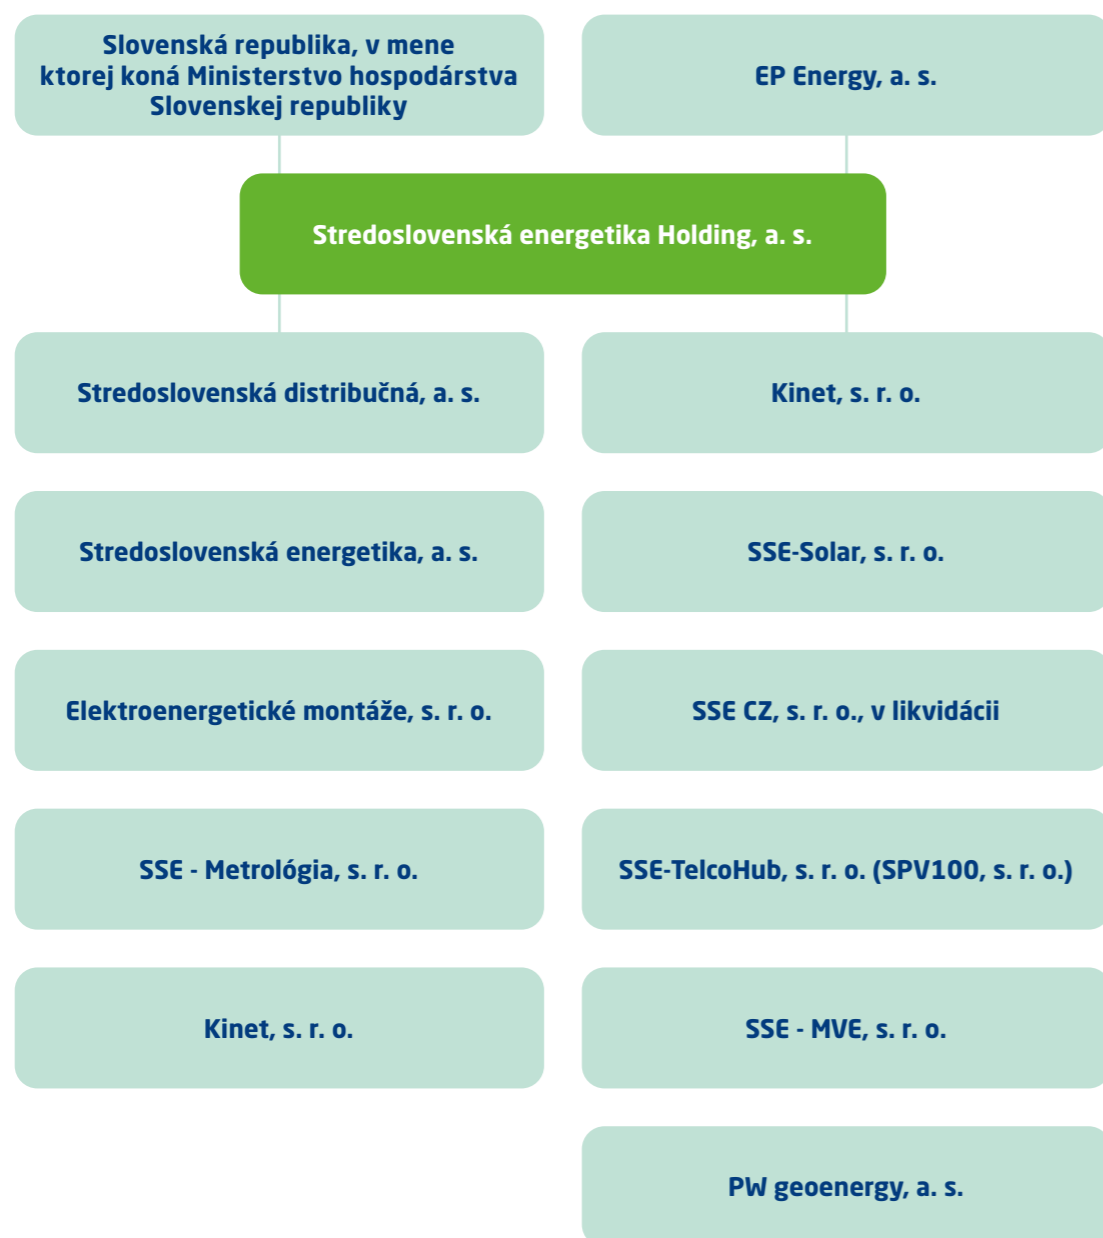 Slovenská republika, v mene
ktorej koná Ministerstvo hospodárstva
Slovenskej republiky
EP Energy, a. s.
Stredoslovenská energetika Holding, a. s.
Stredoslovenská distribučná, a. s.
Kinet, s. r. o.
Stredoslovenská energetika, a. s.
SSE-Solar, s. r. o.
Elektroenergetické montáže, s. r. o.
SSE CZ, s. r. o., v likvidácii
SSE - Metrológia, s. r. o.
SSE-TelcoHub, s. r. o. (SPV100, s. r. o.)
Kinet, s. r. o.
SSE - MVE, s. r. o.
PW geoenergy, a. s.